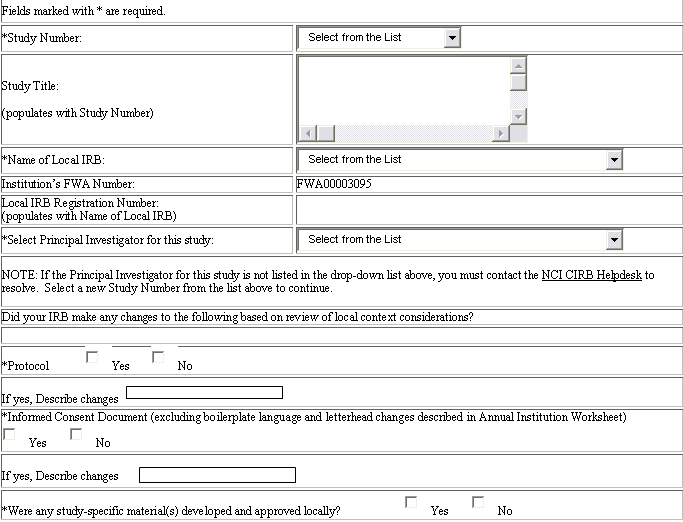 Fields marked with * are required.
*Study Number: Select from the List
Study Title:
(populates with Study Number)
*Name of Local IRB: Select from the List
Institution's FWA Number: FWA00003095
Local IRB Registration Number:
(populates with Name of Local IRB)
*Select Principal Investigator for this study: Select from the List
NOTE: If the Principal Investigator for this study is not listed in the drop-down list above, you must contact the NCI CIRB Helpdesk to
resolve. Select a new Study Number from the list above to continue.
Did your IRB make any changes to the following based on review of local context considerations?
*Protocol Yes No
If yes, Describe changes
*Informed Consent Document (excluding boilerplate language and letterhead changes described in Annual Institution Worksheet)
Yes No
If yes, Describe changes
*Were any study-specific material(s) developed and approved locally? Yes No